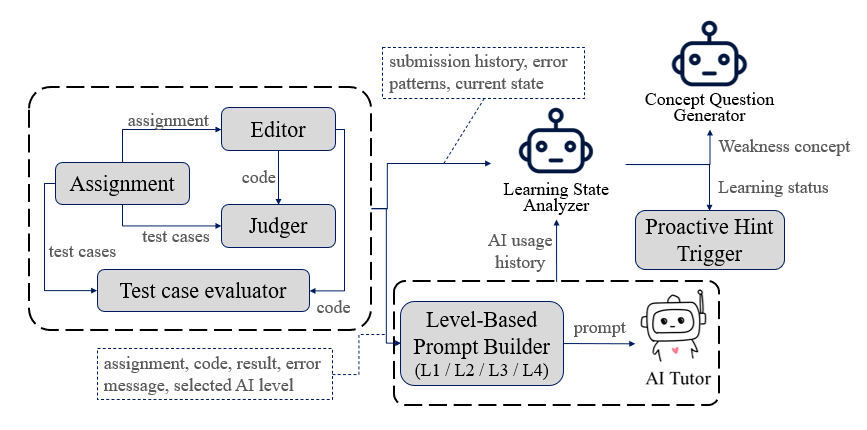 submission history, error
patterns, current state
Concept Question
Generator
assignment
Editor
Weakness concept
code
Assignment
Learning State
Analyzer
Learning status
Judger
test cases
test cases
AI usage
history
Proactive Hint
Trigger
Test case evaluator
code
Level-Based
Prompt Builder
(L1 / L2 / L3 / L4)
prompt
AI Tutor
assignment, code, result, error
message, selected AI level